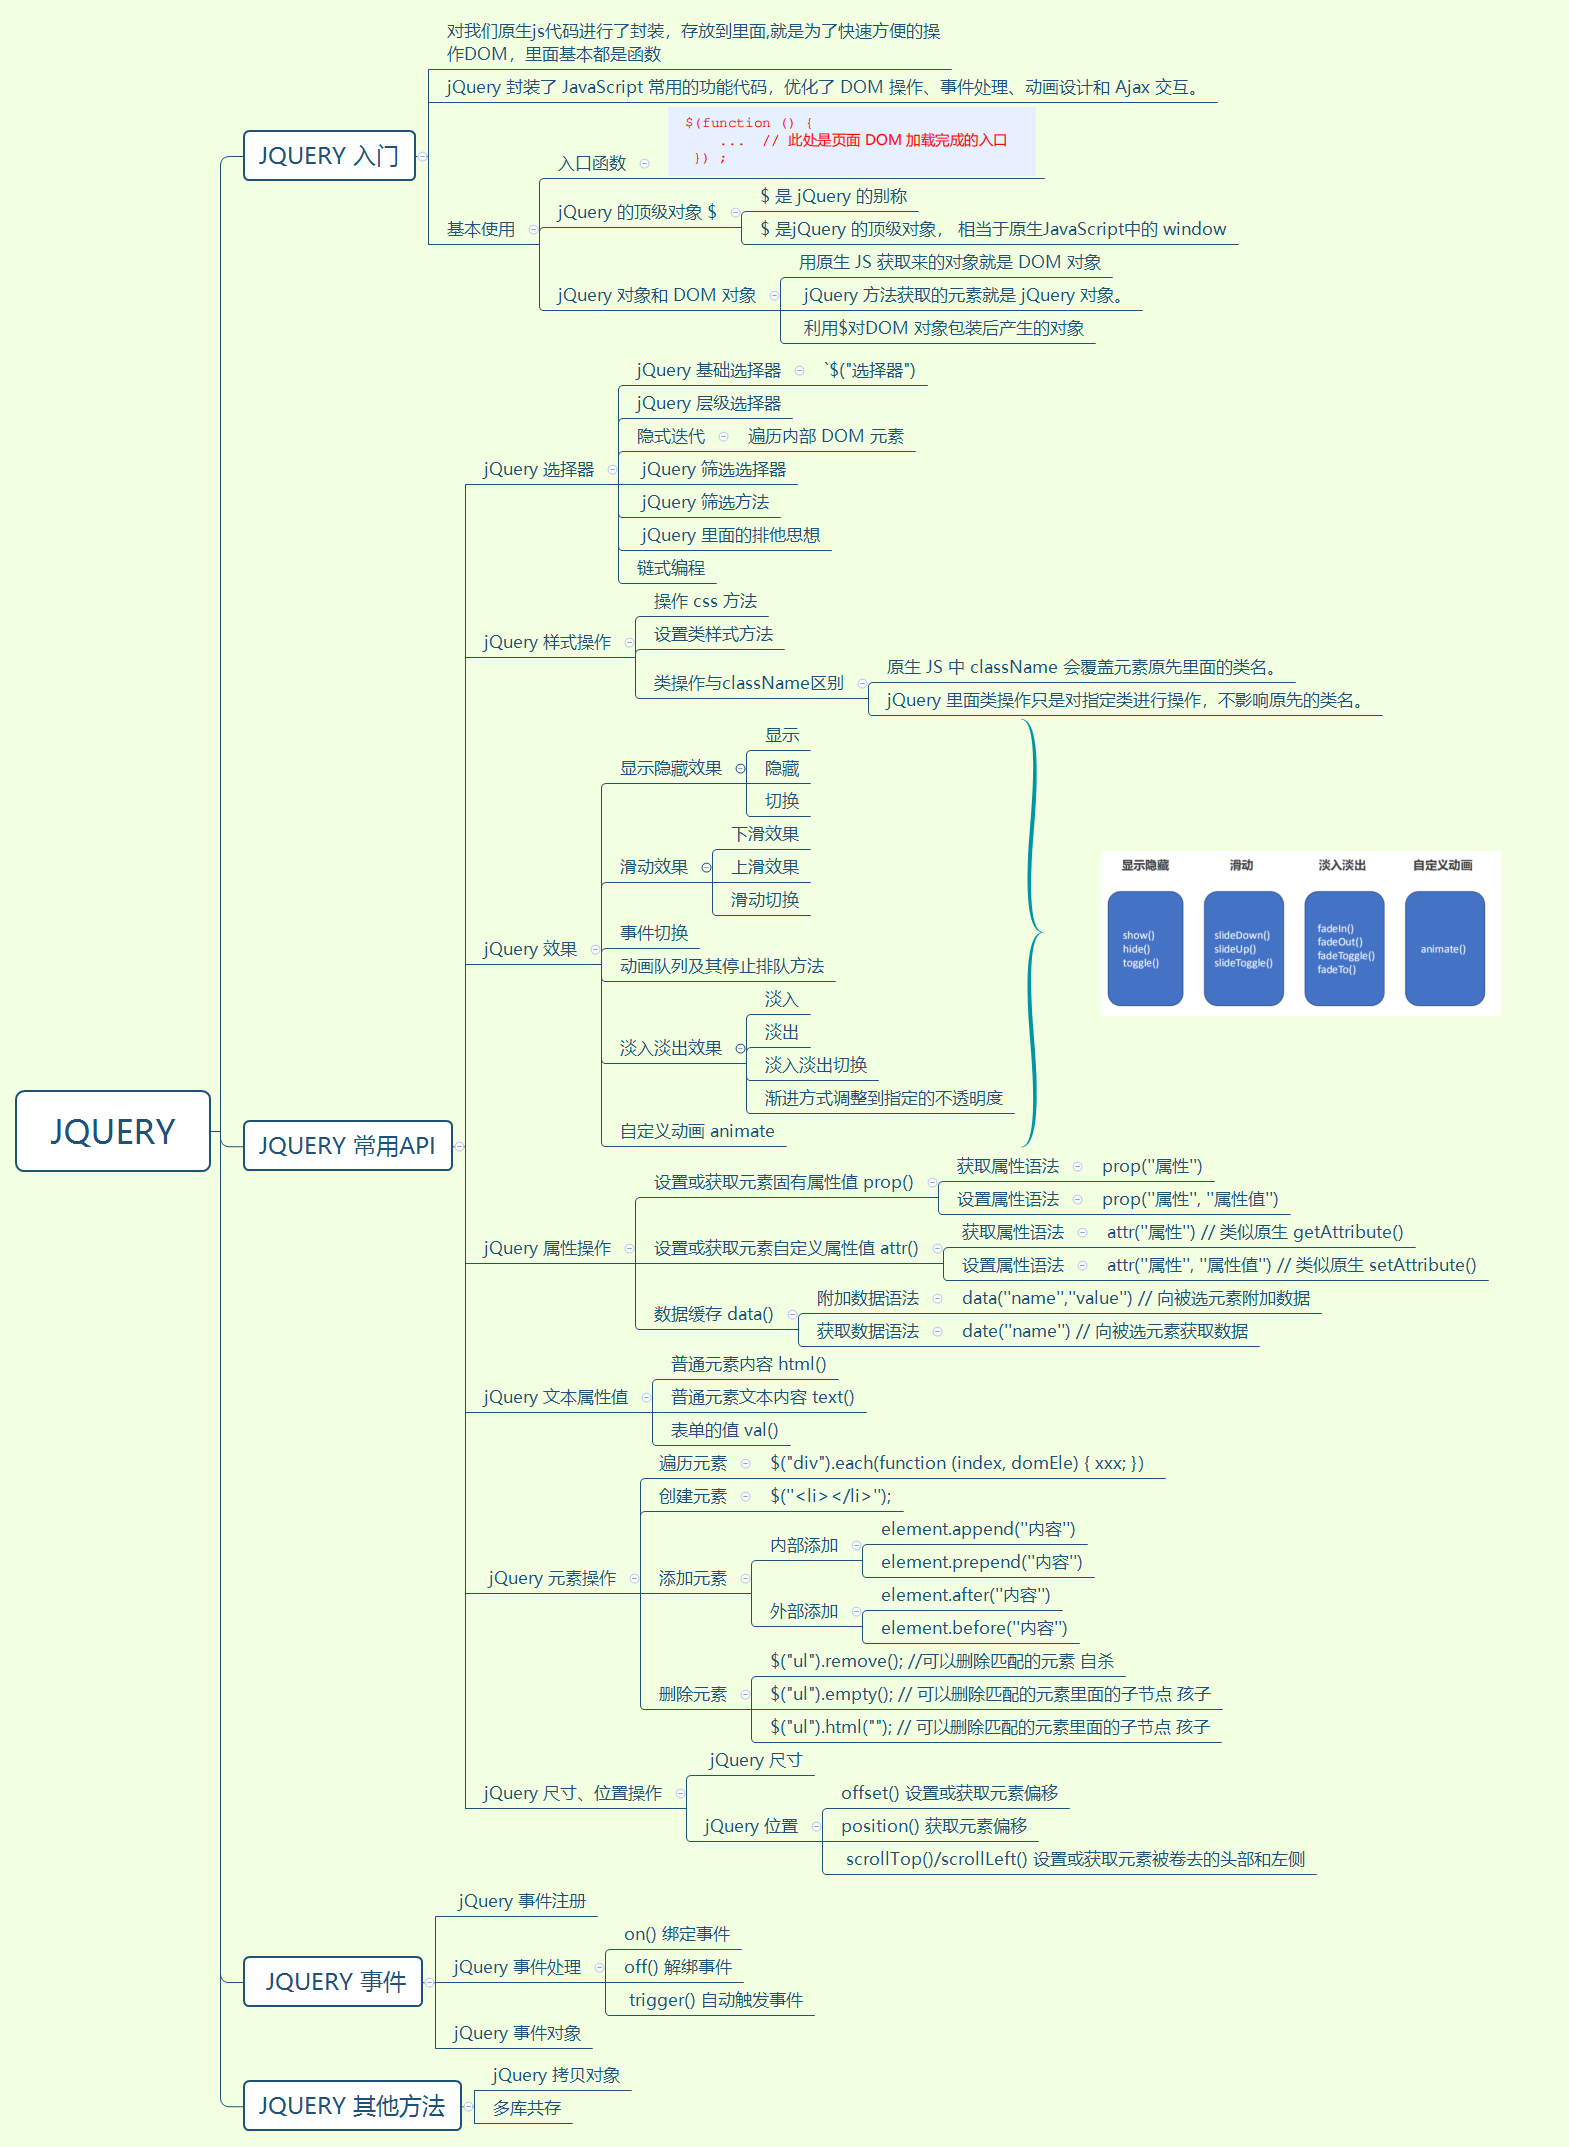 对我们原生js代码进行了封装，存放到里面,就是为了快速方便的操
作DOM，里面基本都是函数
jQuery 封装了 JavaScript 常用的功能代码，优化了 DOM 操作、事件处理、动画设计和 Ajax 交互。
JQUERY 入门
$(function () {
... // 此处是页面 DOM 加载完成的入口
}) ;
入口函数
$ 是 jQuery 的别称
jQuery 的顶级对象 $
基本使用
$ 是jQuery 的顶级对象， 相当于原生JavaScript中的 window
用原生 JS 获取来的对象就是 DOM 对象
jQuery 对象和 DOM 对象
jQuery 方法获取的元素就是 jQuery 对象。
利用$对DOM 对象包装后产生的对象
jQuery 基础选择器
`$("选择器")
jQuery 层级选择器
隐式迭代
遍历内部 DOM 元素
jQuery 选择器
jQuery 筛选选择器
jQuery 筛选方法
jQuery 里面的排他思想
链式编程
操作 css 方法
jQuery 样式操作
设置类样式方法
类操作与className区别
原生 JS 中 className 会覆盖元素原先里面的类名。
jQuery 里面类操作只是对指定类进行操作，不影响原先的类名。
显示
显示隐藏效果
隐藏
切换
下滑效果
滑动效果
上滑效果
滑动切换
事件切换
jQuery 效果
动画队列及其停止排队方法
淡入
淡出
淡入淡出效果
淡入淡出切换
渐进方式调整到指定的不透明度
自定义动画 animate
显示隐藏
滑动
淡入淡出
自定义动画
show()
hide()
toggle()
slideDown()
slideUp()
slideToggle()
fadeIn()
fadeOut()
fadeToggle()
fadeTo()
animate()
JQUERY
JQUERY 常用API
设置或获取元素固有属性值 prop()
获取属性语法
prop("属性")
设置属性语法
prop("属性", "属性值")
jQuery 属性操作
设置或获取元素自定义属性值 attr()
获取属性语法
attr("属性") // 类似原生 getAttribute()
设置属性语法
attr("属性", "属性值") // 类似原生 setAttribute()
数据缓存 data()
附加数据语法
data("name","value") // 向被选元素附加数据
获取数据语法
date("name") // 向被选元素获取数据
普通元素内容 html()
jQuery 文本属性值
普通元素文本内容 text()
表单的值 val()
遍历元素
$("div").each(function (index, domEle) { xxx; })
创建元素
$("<li></li>");
jQuery 元素操作
添加元素
内部添加
element.append("内容")
element.prepend("内容")
外部添加
element.after("内容")
element.before("内容")
删除元素
$("ul").remove(); //可以删除匹配的元素 自杀
$("ul").empty(); // 可以删除匹配的元素里面的子节点 孩子
$("ul").html(""); // 可以删除匹配的元素里面的子节点 孩子
jQuery 尺寸
jQuery 尺寸、位置操作
jQuery 位置
offset() 设置或获取元素偏移
position() 获取元素偏移
scrollTop()/scrollLeft() 设置或获取元素被卷去的头部和左侧
jQuery 事件注册
JQUERY 事件
jQuery 事件处理
on() 绑定事件
off() 解绑事件
trigger() 自动触发事件
jQuery 事件对象
JQUERY 其他方法
jQuery 拷贝对象
多库共存